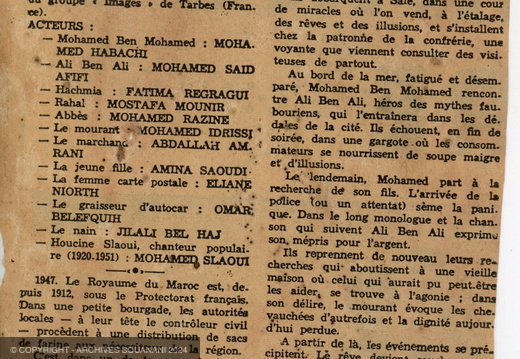 du groupe « Images » de Tarbes (Fran-
ce).
ACTEURS :
— Mohamed Ben Mohamed : MOHA-
MED HABACHI
— Ali Ben Ali : MOHAMED SAID
AFIFI
— Hachmia : FATIMA REGRAGUI
— Rahal : MOSTAFA MOUNIR
— Abbès : MOHAMED RAZINE
— Le mourant : MOHAMED IDRISSI
— Le marchand : ABDALLAH AM-
RANI
— La jeune fille : AMINA SAOUDI
— La femme carte postale : ELIANE
NIORTH
— Le graisseur d'autocar : OMAR
BELEFQUIH
— Le nain : JILALI BEL HAJ
— Houcine Slaoui, chanteur populai-
re (1920-1951) : MOHAMED SLAOUI
1947. Le Royaume du Maroc est, de-
puis 1912, sous le Protectorat français.
Dans une petite bourgade, les autorités
locales — à leur tête le contrôleur civil
— procèdent à une distribution de sacs
de farine aux nécessiteux de la région.
débarquent à Salé, dans une cour
de miracles où l'on vend, à l'étalage,
des rêves et des illusions, et s'installent
chez la patronne de la confrérie, une
voyante que viennent consulter des visi-
teuses de partout.
Au bord de la mer, fatigué et désem-
paré, Mohamed Ben Mohamed rencon-
tre Ali Ben Ali, héros des mythes fau-
bouriens, qui l'entraîne dans les dé-
dales de la cité. Ils échouent, en fin de
soirée, dans une gargote où les consom-
mateurs se nourrissent de soupe maigre
et d'illusions.
Le lendemain, Mohamed part à la
recherche de son fils. L'arrivée de la
police (ou un attentat) sème la pani-
que. Dans le long monologue et la chan-
son qui suivent Ali Ben Ali exprime
son mépris pour l'argent.
Ils reprennent de nouveau leurs re-
cherches qui aboutissent à une vieille
maison où celui qui aurait pu peut-être
les aider, se trouve à l'agonie ; dans
son délire, le mourant évoque les che-
vauchées d'autrefois et la dignité aujour-
d'hui perdue.
A partir de là, les événements se pré-
cipitent. Le rêve devient
© COPYRIGHT - ARCHIVES BOUANANI 2024